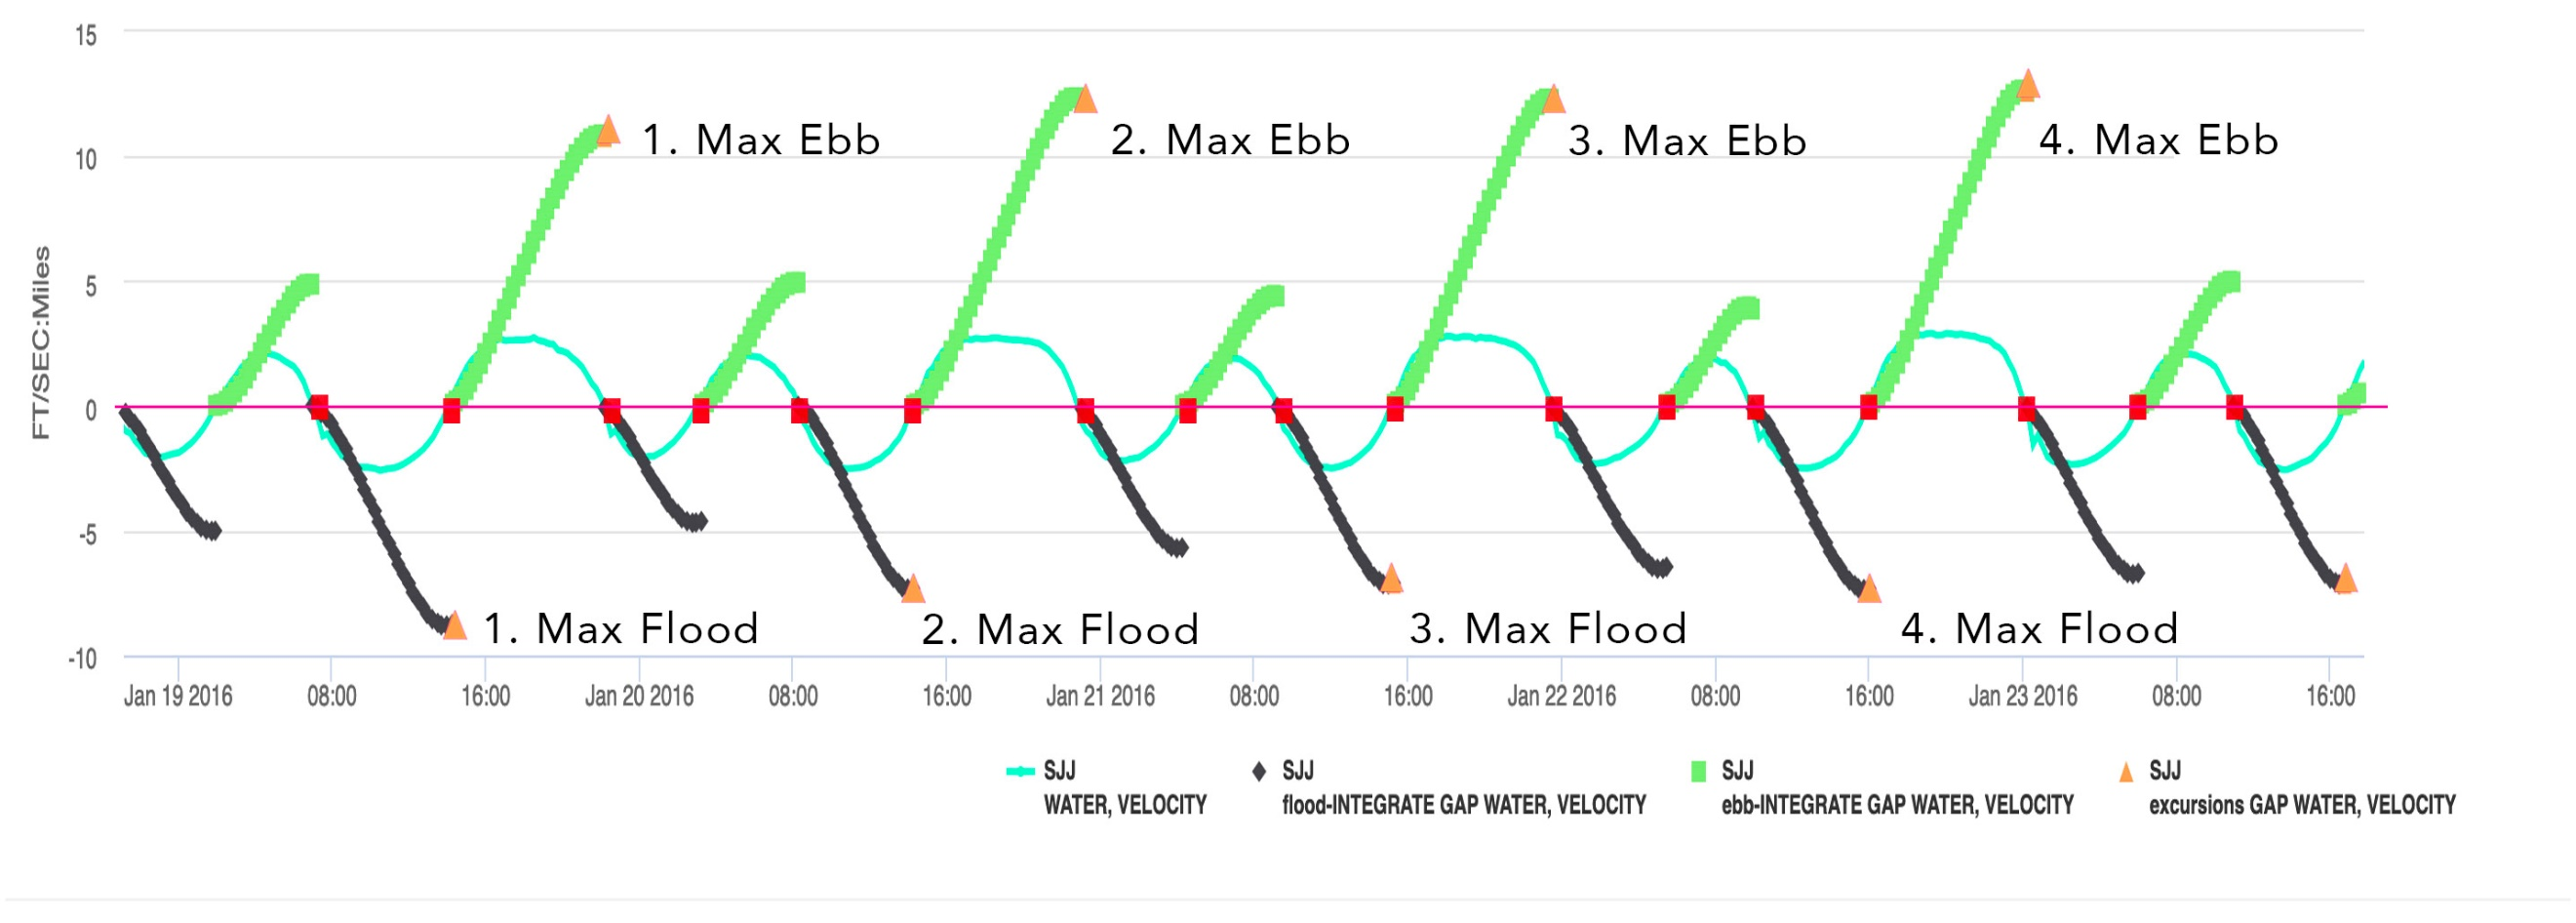 15
1. Max Ebb
2. Max Ebb
3. Max Ebb
4. Max Ebb
10
5
FT/SEC:Miles
0
-5
1. Max Flood
2. Max Flood
3. Max Flood
4. Max Flood
-10
Jan 19 2016 08:00 16:00 Jan 20 2016 08:00 16:00 Jan 21 2016 08:00 16:00 Jan 22 2016 08:00 16:00 Jan 23 2016 08:00 16:00
SJJ
WATER, VELOCITY
SJJ
flood-INTEGRATE GAP WATER, VELOCITY
SJJ
ebb-INTEGRATE GAP WATER, VELOCITY
SJJ
excursions GAP WATER, VELOCITY